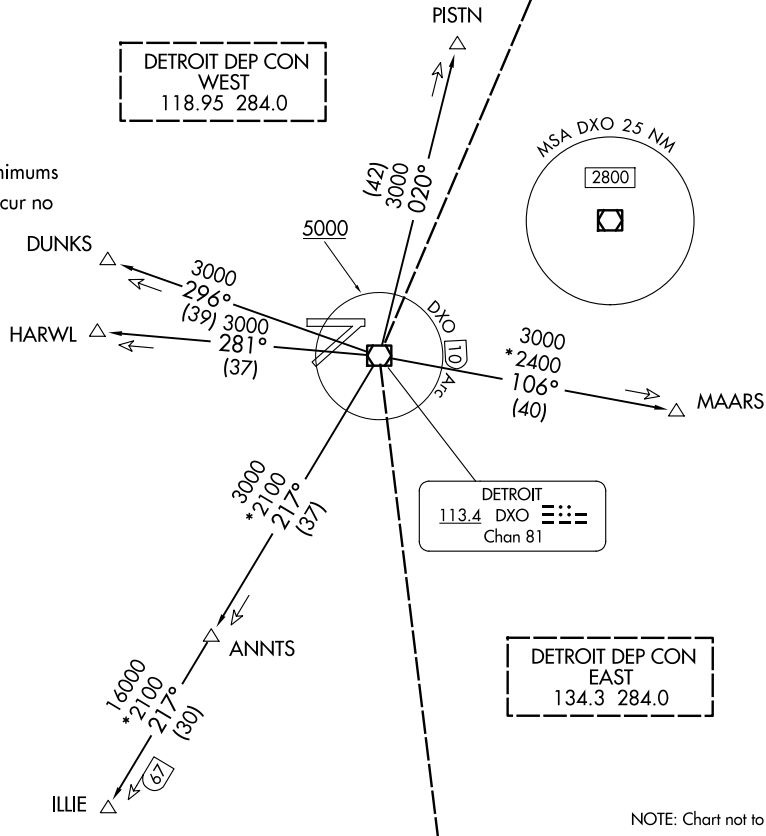 PISTN
DETROIT DEP CON
WEST
118.95 284.0
MSA DXO 25 NM
2800
nimums
cur no
(42)
3000
020°
5000
DUNKS
3000
296°
(39)
HARWL
3000
281°
(37)
DXO
10
Arc
3000
*2400
106°
(40)
MAARS
3000
*2100
217°
(37)
DETROIT
113.4 DXO
Chan 81
ANNTS
DETROIT DEP CON
EAST
134.3 284.0
16000
*2100
217°
(30)
67
ILLIE
NOTE: Chart not to